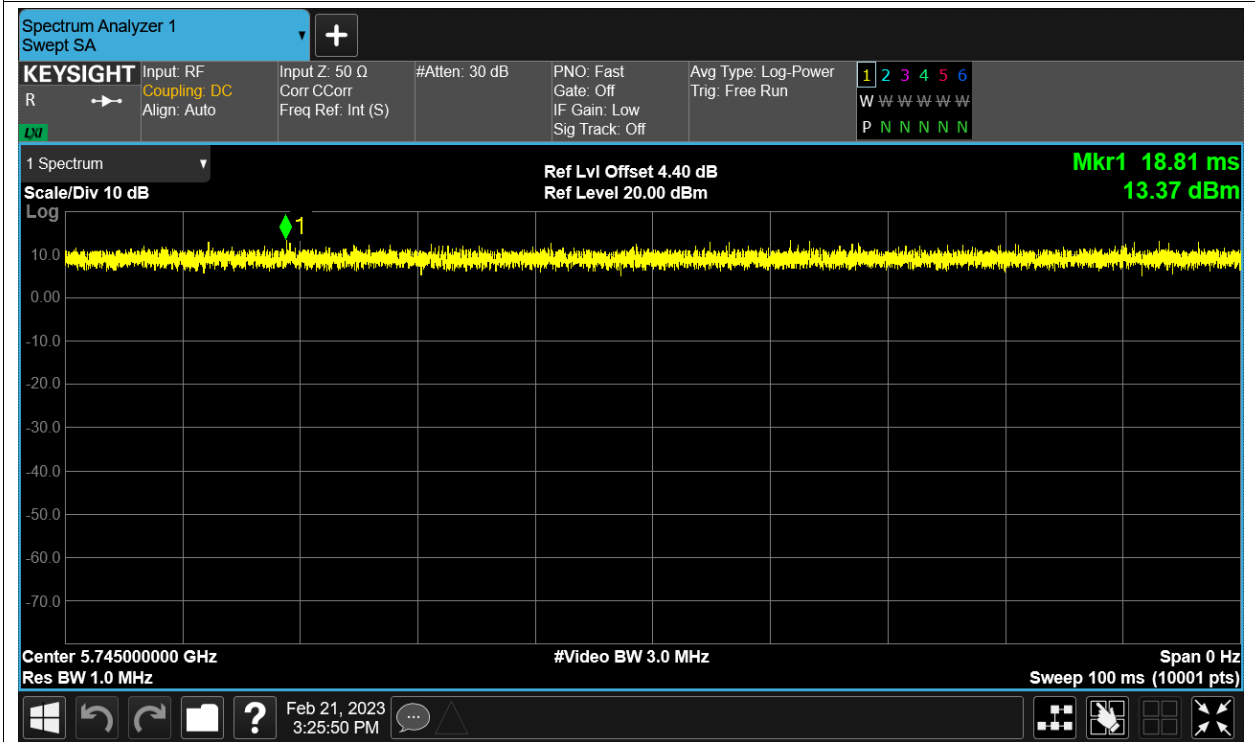 Spectrum Analyzer 1
Swept SA
KEYSIGHT
R
LXI
Input: RF
Coupling: DC
Align: Auto
Input Z: 50 Ω
Corr CCorr
Freq Ref: Int (S)
#Atten: 30 dB
PNO: Fast
Gate: Off
IF Gain: Low
Sig Track: Off
Avg Type: Log-Power
Trig: Free Run
1 2 3 4 5 6
W W W W W W
P N N N N N
1 Spectrum
Scale/Div 10 dB
Ref Lvl Offset 4.40 dB
Ref Level 20.00 dBm
Mkr1 18.81 ms
13.37 dBm
Log
1
10.0
0.00
-10.0
-20.0
-30.0
-40.0
-50.0
-60.0
-70.0
Center 5.745000000 GHz
#Video BW 3.0 MHz
Span 0 Hz
Res BW 1.0 MHz
Sweep 100 ms (10001 pts)
?
Feb 21, 2023
3:25:50 PM